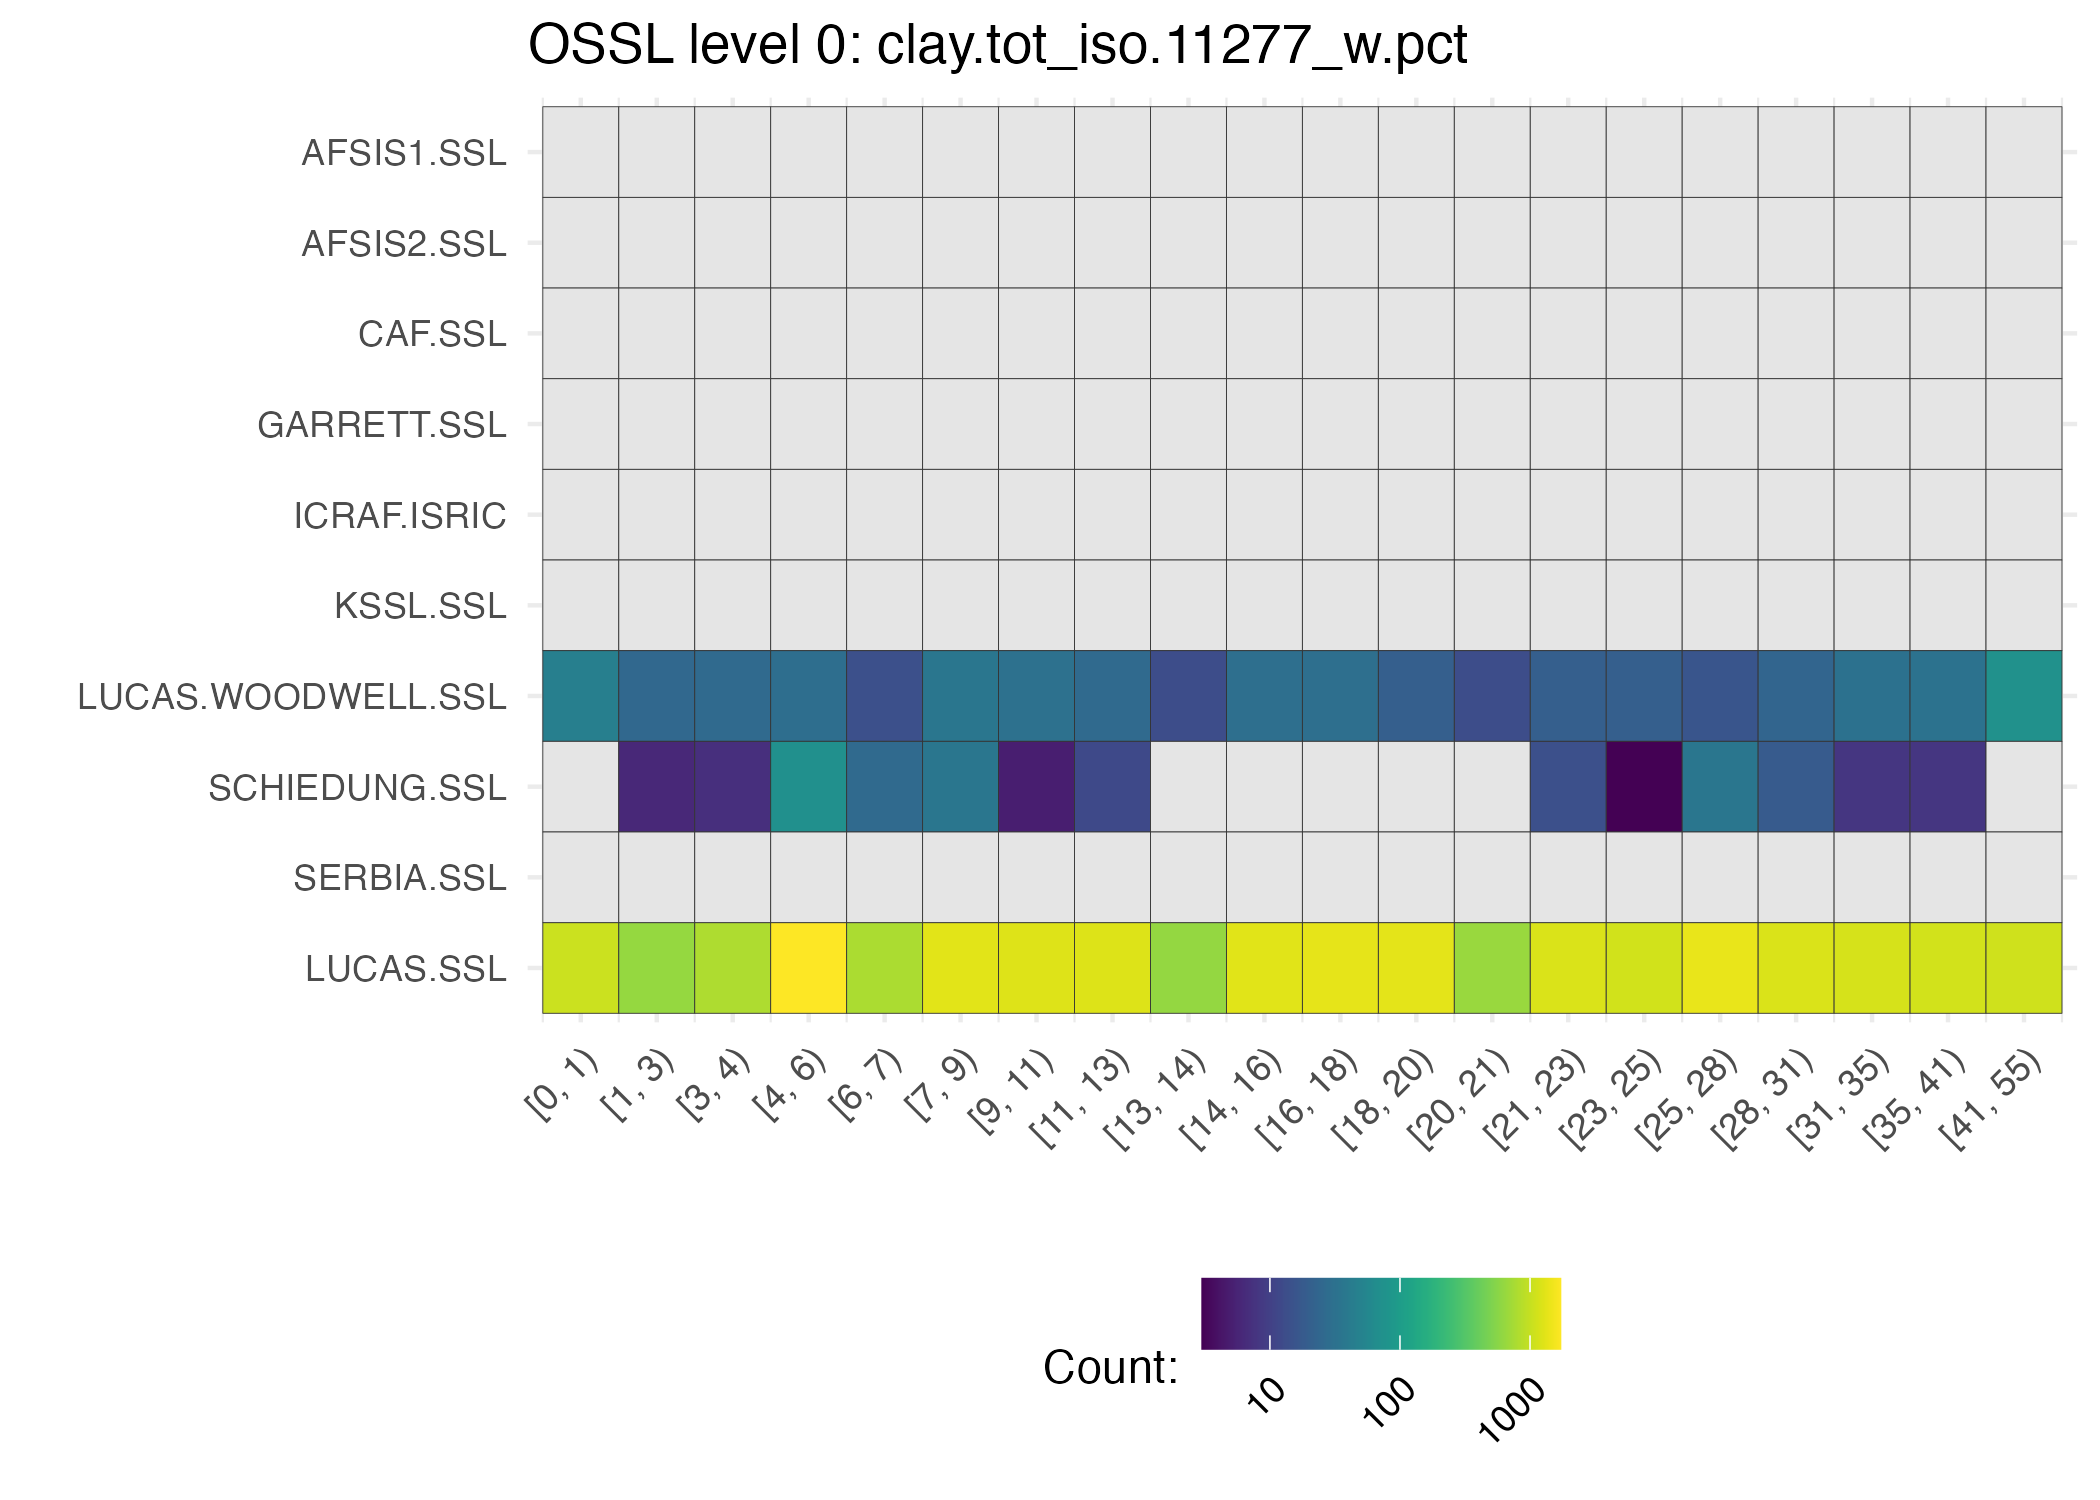 OSSL level 0: clay.tot_iso.11277_w.pct
AFSIS1.SSL
AFSIS2.SSL
CAF.SSL
GARRETT.SSL
ICRAF.ISRIC
KSSL.SSL
LUCAS.WOODWELL.SSL
SCHIEDUNG.SSL
SERBIA.SSL
LUCAS.SSL
[0, 1)
[1, 3)
[3, 4)
[4, 6)
[6, 7)
[7, 9)
[9, 11)
[11, 13)
[13, 14)
[14, 16)
[16, 18)
[18, 20)
[20, 21)
[21, 23)
[23, 25)
[25, 28)
[28, 31)
[31, 35)
[35, 41)
[41, 55)
Count:
10
100
1000